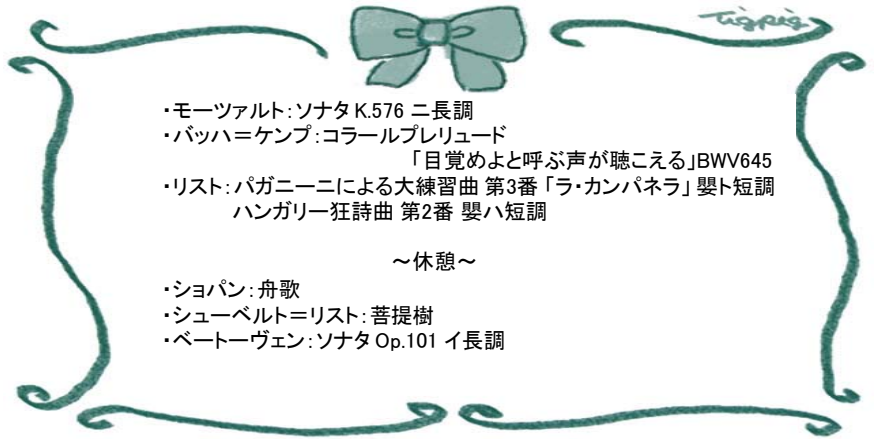 Tigpig
・モーツァルト：ソナタ K.576 ニ長調
・バッハ＝ケンプ：コラールプレリュード
「目覚めよと呼ぶ声が聴こえる」BWV645
・リスト：パガニーニによる大練習曲 第3番 「ラ・カンパネラ」 嬰ト短調
ハンガリー狂詩曲 第2番 嬰ハ短調
～休憩～
・ショパン：舟歌
・シューベルト＝リスト：菩提樹
・ベートーヴェン：ソナタ Op.101 イ長調